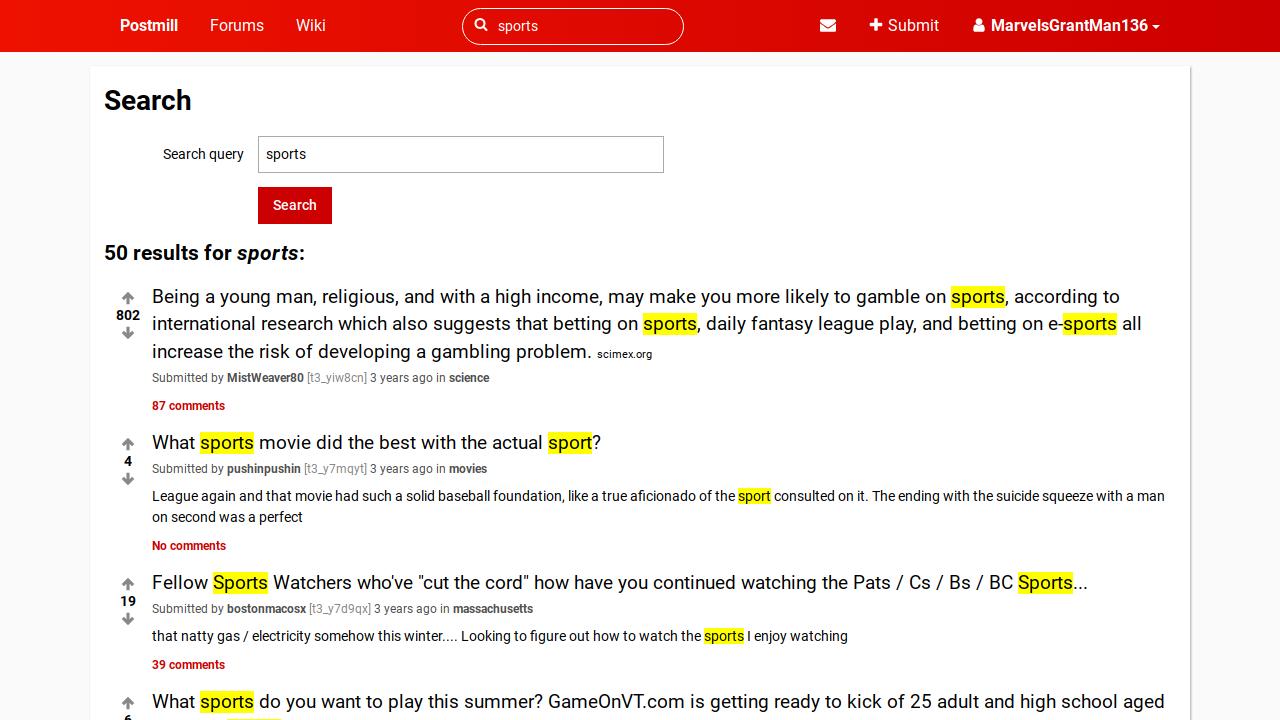 Postmill Forums Wiki sports Submit MarvelsGrantMan136
Search
Search query sports
Search
50 results for sports:
Being a young man, religious, and with a high income, may make you more likely to gamble on sports, according to
802
international research which also suggests that betting on sports, daily fantasy league play, and betting on e-sports all
increase the risk of developing a gambling problem. scimex.org
Submitted by MistWeaver80 [t3_yiw8cn] 3 years ago in science
87 comments
What sports movie did the best with the actual sport?
4
Submitted by pushinpushin [t3_y7mqyt] 3 years ago in movies
League again and that movie had such a solid baseball foundation, like a true aficionado of the sport consulted on it. The ending with the suicide squeeze with a man
on second was a perfect
No comments
Fellow Sports Watchers who've "cut the cord" how have you continued watching the Pats / Cs / Bs / BC Sports...
19
Submitted by bostonmacosx [t3_y7d9qx] 3 years ago in massachusetts
that natty gas / electricity somehow this winter.... Looking to figure out how to watch the sports I enjoy watching
39 comments
What sports do you want to play this summer? GameOnVT.com is getting ready to kick of 25 adult and high school aged